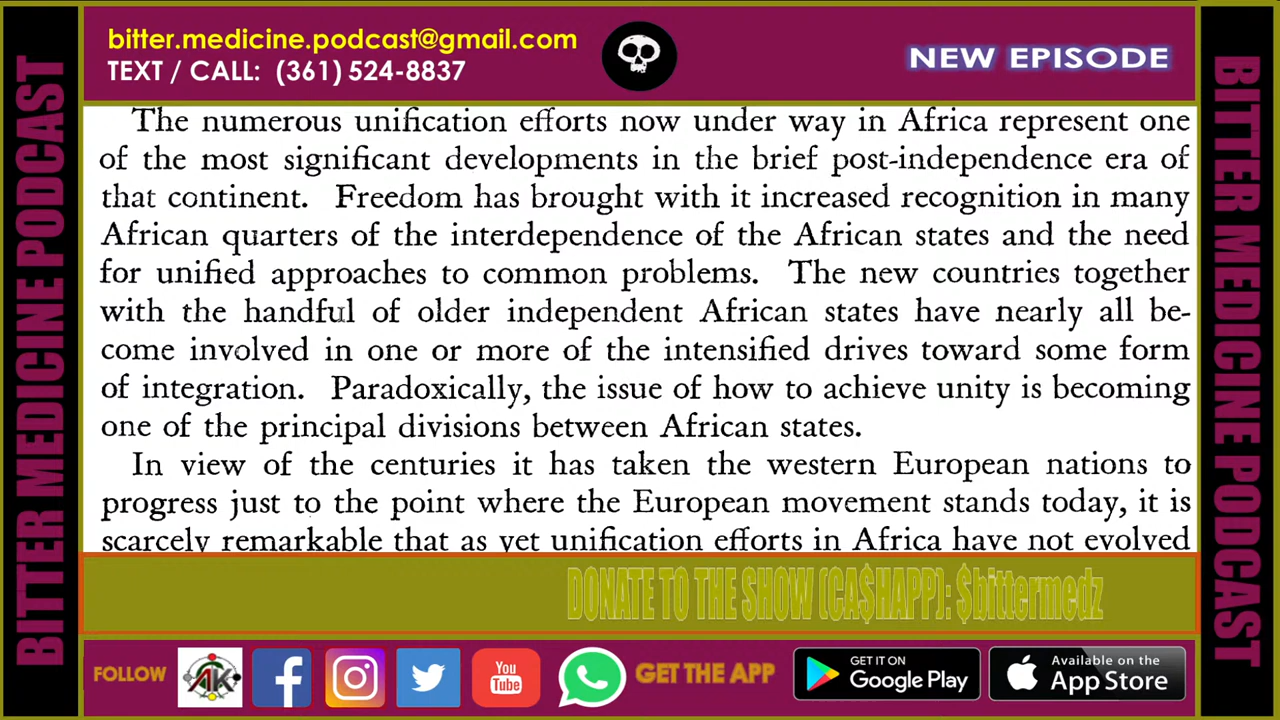 bitter.medicine.podcast@gmail.com
TEXT / CALL: (361) 524-8837
NEW EPISODE
BITTER MEDICINE PODCAST
The numerous unification efforts now under way in Africa represent one
of the most significant developments in the brief post-independence era of
that continent. Freedom has brought with it increased recognition in many
African quarters of the interdependence of the African states and the need
for unified approaches to common problems. The new countries together
with the handful of older independent African states have nearly all be-
come involved in one or more of the intensified drives toward some form
of integration. Paradoxically, the issue of how to achieve unity is becoming
one of the principal divisions between African states.
In view of the centuries it has taken the western European nations to
progress just to the point where the European movement stands today, it is
scarcely remarkable that as yet unification efforts in Africa have not evolved
BITTER MEDICINE PODCAST
DONATE TO THE SHOW (CA$HAPP): $bittermedz
FOLLOW
You
Tube
GET THE APP
GET IT ON
Google Play
Available on the
App Store